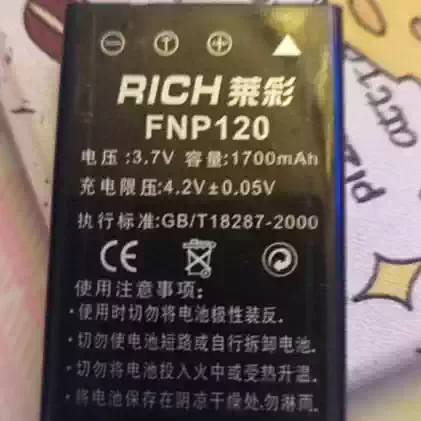 RICH 莱彩
FNP120
电压:3.7V 容量:1700mAh
充电限压:4.2V±0.05V
执行标准:GB/T18287-2000
CE
使用注意事项:
·使用时切勿将电池极性装反.
·切勿使电池短路或自行拆卸电池.
·切勿将电池投入火中或受热升温.
·将电池保存在阴凉干燥处.勿淋雨.